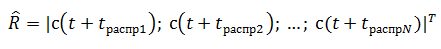 R̂ = |c(t + tраспр1); c(t + tраспр2); …; c(t + tраспрN)|ᵀ